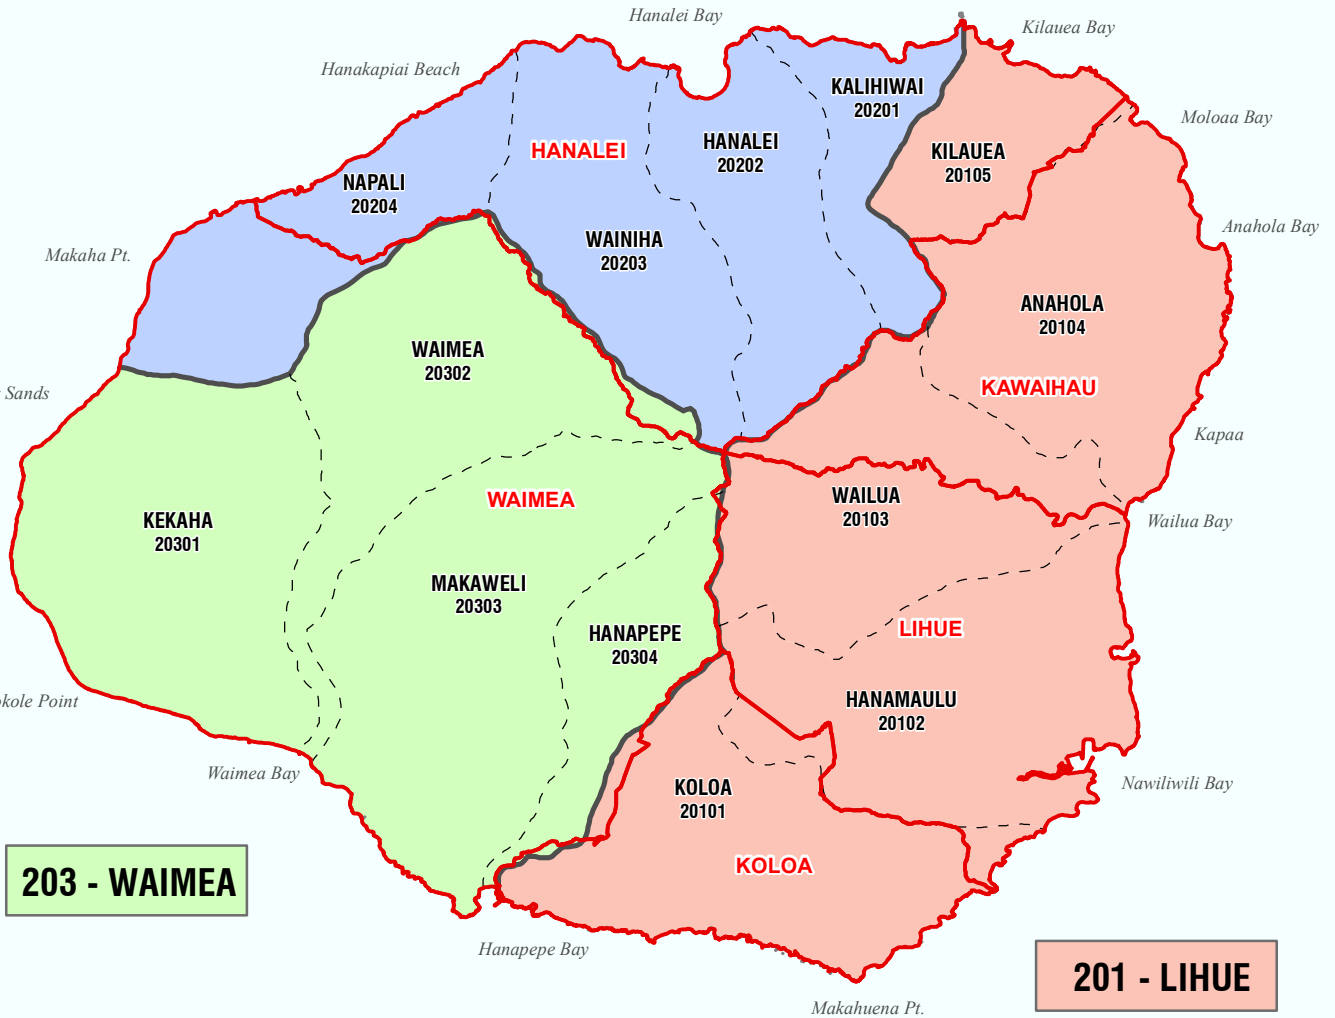 Hanalei Bay
Kilauea Bay
Hanakapiai Beach
KALIHIWAI
20201
Moloaa Bay
HANALEI
HANALEI
20202
KILAUEA
20105
NAPALI
20204
Anahola Bay
WAINIHA
20203
Makaha Pt.
ANAHOLA
20104
WAIMEA
20302
KAWAIHAU
Sands
Kapaa
WAIMEA
WAILUA
20103
KEKAHA
20301
Wailua Bay
MAKAWELI
20303
HANAPEPE
20304
LIHUE
okole Point
HANAMAULU
20102
Waimea Bay
Nawiliwili Bay
KOLOA
20101
KOLOA
203 - WAIMEA
Hanapepe Bay
201 - LIHUE
Makahuena Pt.